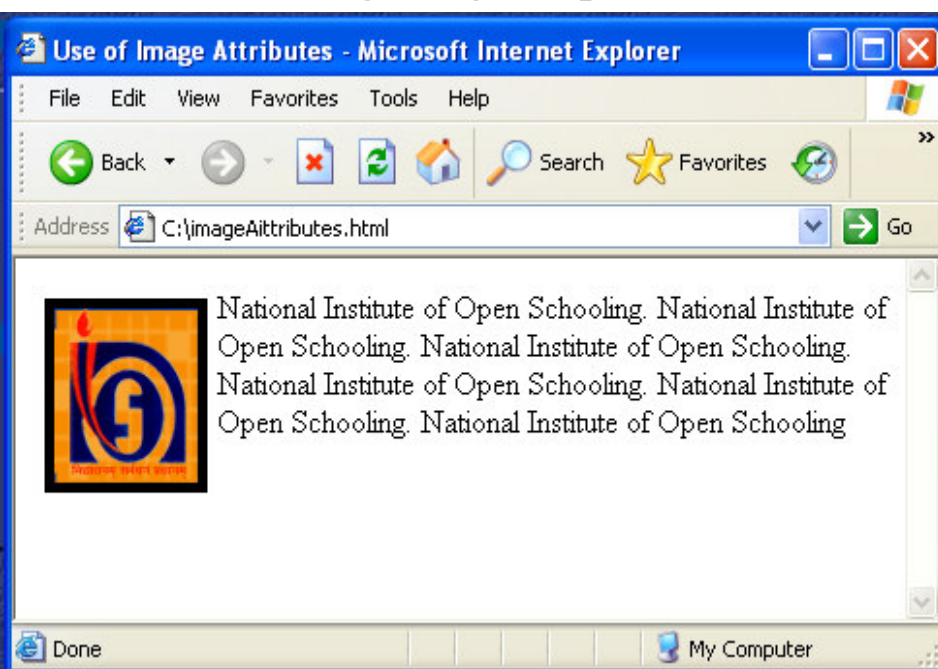 Use of Image Attributes - Microsoft Internet Explorer
File Edit View Favorites Tools Help
Back Search Favorites »
Address C:\imageAittributes.html Go
National Institute of Open Schooling. National Institute of
Open Schooling. National Institute of Open Schooling.
National Institute of Open Schooling. National Institute of
Open Schooling. National Institute of Open Schooling
Done My Computer